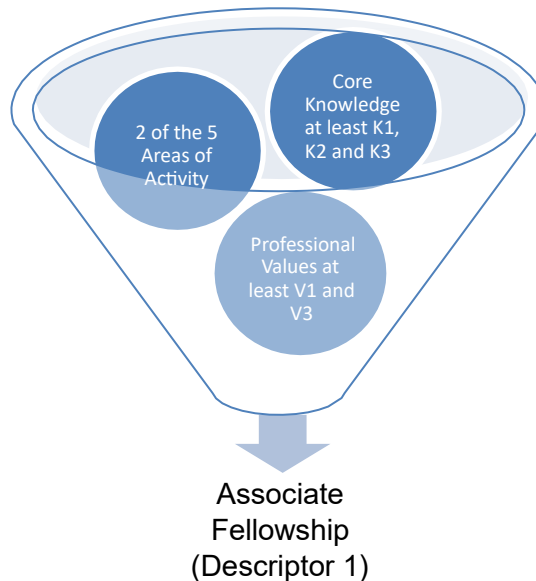 2 of the 5
Areas of
Activity
Core
Knowledge
at least K1,
K2 and K3
Professional
Values at
least V1 and
V3
Associate
Fellowship
(Descriptor 1)